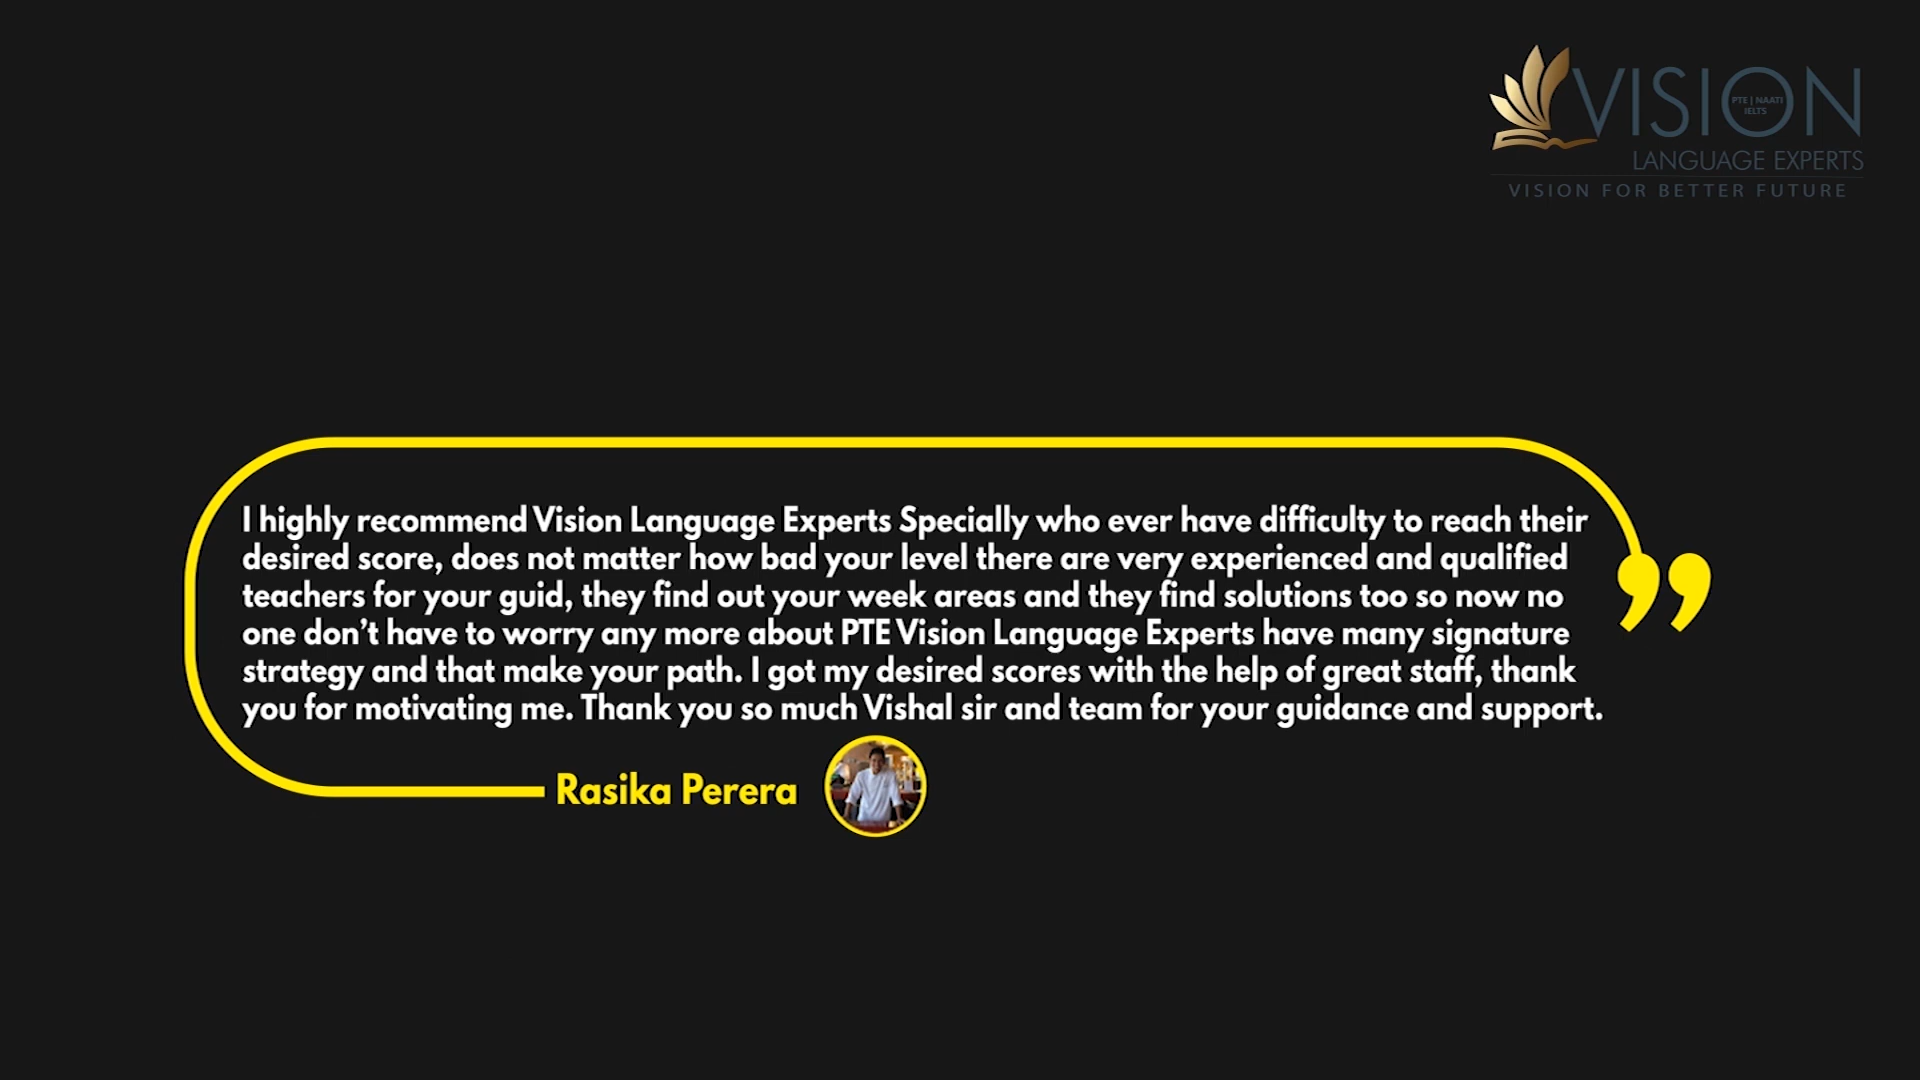 VISION
PTE | NAATI
IELTS
LANGUAGE EXPERTS
VISION FOR BETTER FUTURE
I highly recommend Vision Language Experts Specially who ever have difficulty to reach their
desired score, does not matter how bad your level there are very experienced and qualified
teachers for your guid, they find out your week areas and they find solutions too so now no
one don’t have to worry any more about PTE Vision Language Experts have many signature
strategy and that make your path. I got my desired scores with the help of great staff, thank
you for motivating me. Thank you so much Vishal sir and team for your guidance and support.
Rasika Perera